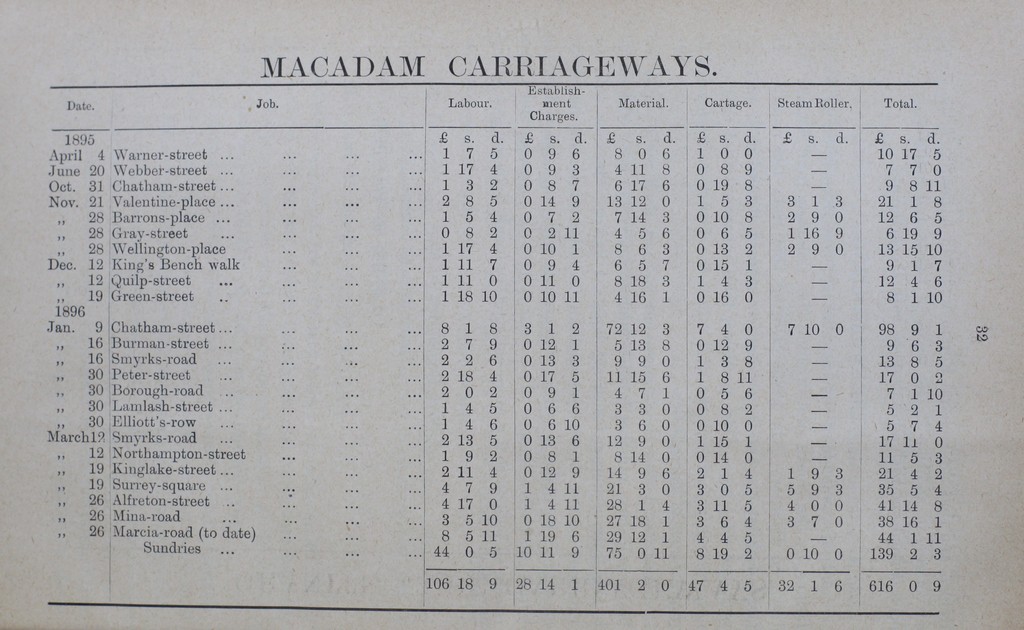 MACADAM CARRIAGEWAYS.
Date. Job. Labour. Establish-ment Charges. Material. Cartage. Steam Roller. Total.
1895 £ s. d. £ s. d. £ s. d. £ s. d. £ s. d. £ s. d.
April 4 Warner-street ... ... ... ... 1 7 5 0 9 6 8 0 6 1 0 0 — 10 17 5
June 20 Webber-street ... ... ... ... 1 17 4 0 9 3 4 11 8 0 8 9 — 7 7 0
Oct. 31 Chatham-street ... ... ... ... 1 3 2 0 8 7 6 17 6 0 19 8 — 9 8 11
Nov. 21 Valentine-place ... ... ... ... 2 8 5 0 14 9 13 12 0 1 5 3 3 1 3 21 1 8
,, 28 Barrons-place ... ... ... ... 1 5 4 0 7 2 7 14 3 0 10 8 2 9 0 12 6 5
,, 28 Gray-street ... ... ... ... 0 8 2 0 2 11 4 5 6 0 6 5 1 16 9 6 19 9
,, 28 Wellington-place ... ... ... 1 17 4 0 10 1 8 6 3 0 13 2 2 9 0 13 15 10
Dec. 12 King's Bench walk ... ... ... 1 11 7 0 9 4 6 5 7 0 15 1 — 9 1 7
,, 12 Quilp-street ... ... ... ... 1 11 0 0 11 0 8 18 3 1 4 3 — 12 4 6
,, 19 Green-street .. ... ... ... 1 18 10 0 10 11 4 16 1 0 16 0 — 8 1 10
1896
Jan. 9 Chatham-street ... ... ... ... 8 1 8 3 1 2 72 12 3 7 4 0 7 10 0 98 9 1
,, 16 Burman-street ... ... ... ... 2 7 9 0 12 1 5 13 8 0 12 9 — 9 6 3
,, 16 Smyrks-road ... ... ... ... 2 2 6 0 13 3 9 9 0 1 3 8 — 13 8 5
,, 30 Peter-street ... ... ... ... 2 18 4 0 17 5 11 15 6 1 8 11 — 17 0 2
,, 30 Borough-road ... ... ... ... 2 0 2 0 9 1 4 7 1 0 5 6 — 7 1 10
,, 30 Lamlash-street ... ... ... ... 1 4 5 0 6 6 3 3 0 0 8 2 — 5 2 1
,, 30 Elliott's-row ... ... ... ... 1 4 6 0 6 10 3 6 0 0 10 0 — 5 7 4
March 12 Smyrks-road ... ... ... ... 2 13 5 0 13 6 12 9 0 1 15 1 — 17 11 0
,, 12 Northampton-street ... ... ... 1 9 2 0 8 1 8 14 0 0 14 0 — 11 5 3
,, 19 Kinglake-street ... ... ... ... 2 11 4 0 12 9 14 9 6 2 1 4 1 9 3 21 4 2
,, 19 Surrey-square ... ... ... ... 4 7 9 1 4 11 21 3 0 3 0 5 5 9 3 35 5 4
,, 26 Alfreton-street ... ... ... ... 4 17 0 1 4 11 28 1 4 3 11 5 4 0 0 41 14 8
,, 26 Mina-road ... ... ... ... 3 5 10 0 18 10 27 18 1 3 6 4 3 7 0 38 16 1
,, 26 Marcia-road (to date) ... ... ... 8 5 11 1 19 6 29 12 1 4 4 5 — 44 1 11
Sundries ... ... ... ... 44 0 5 10 11 9 75 0 11 8 19 2 0 10 0 139 2 3
106 18 9 28 14 1 401 2 0 47 4 5 32 1 6 616 0 9
32